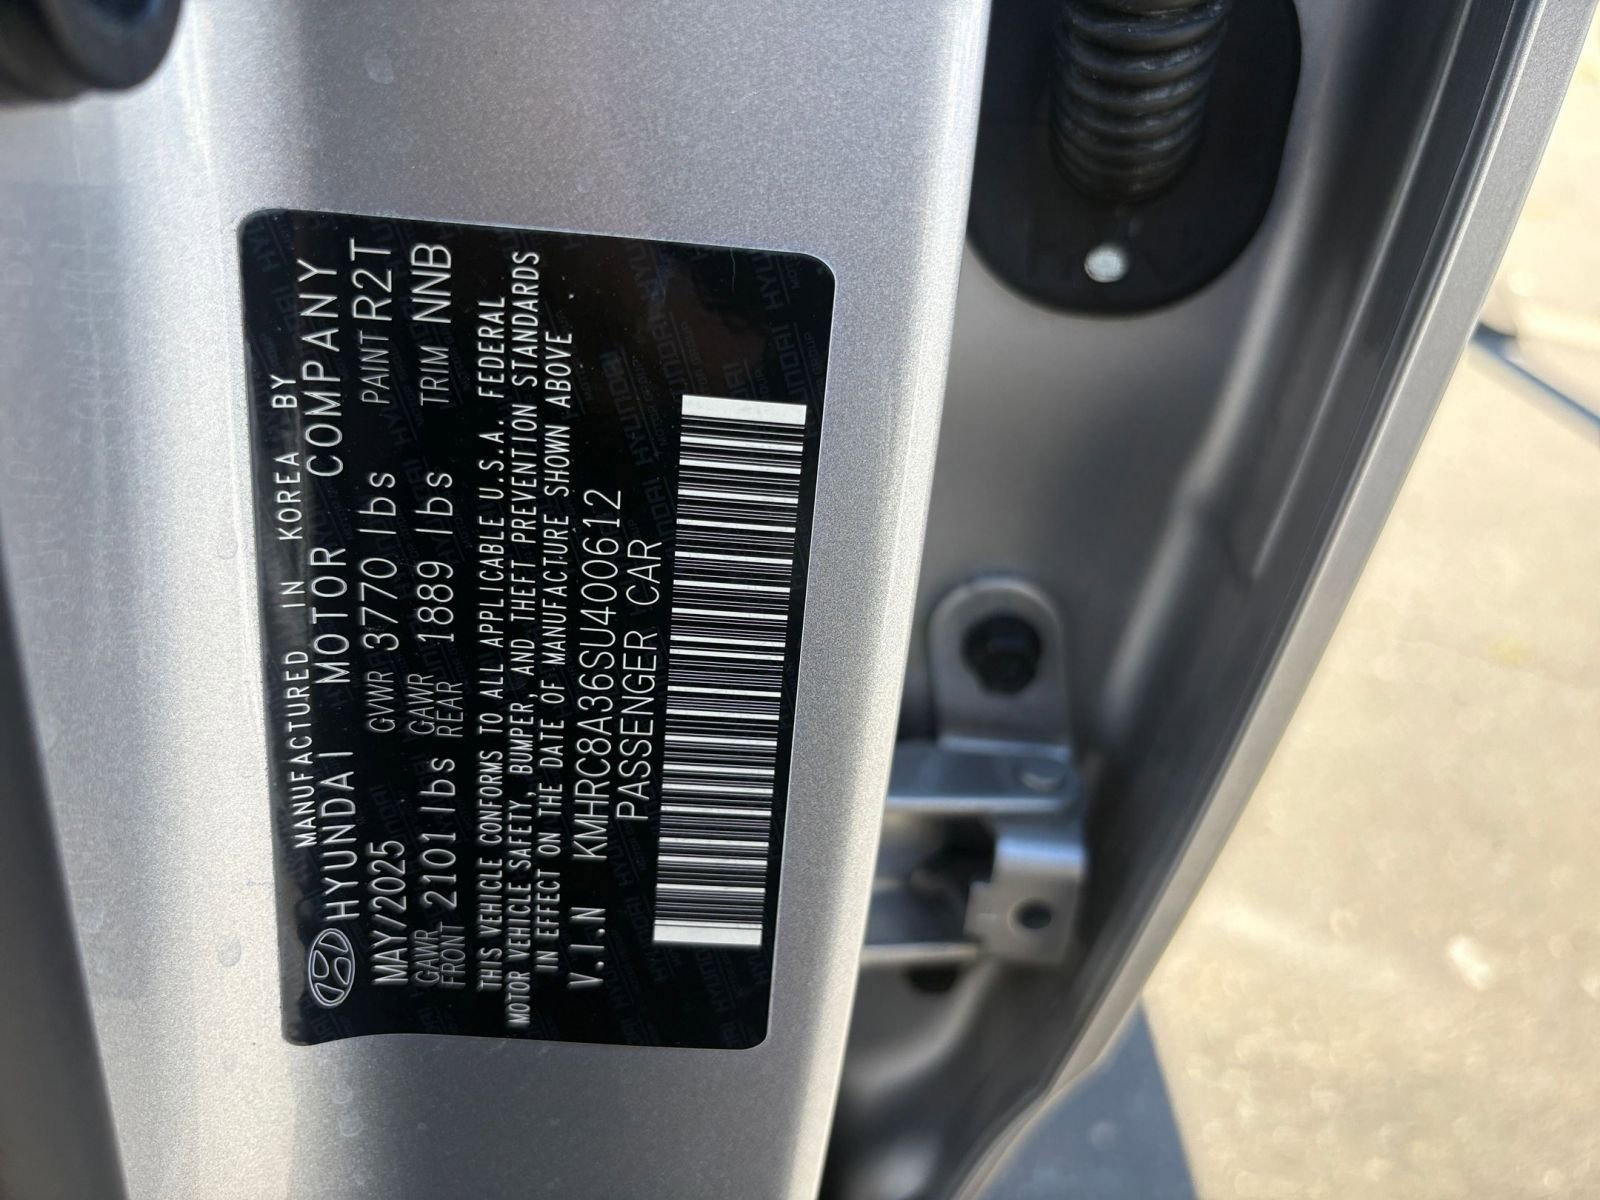 MANUFACTURED IN KOREA BY
HYUNDAI MOTOR COMPANY
MAY/2025 GVWR 3770 lbs PAINT R2T
GAWR FRONT 2101 lbs GAWR REAR 1889 lbs TRIM NNB
THIS VEHICLE CONFORMS TO ALL APPLICABLE U.S.A. FEDERAL
MOTOR VEHICLE SAFETY, BUMPER, AND THEFT PREVENTION STANDARDS
IN EFFECT ON THE DATE OF MANUFACTURE SHOWN ABOVE
V.I.N KMHRC8A36SU400612
PASSENGER CAR